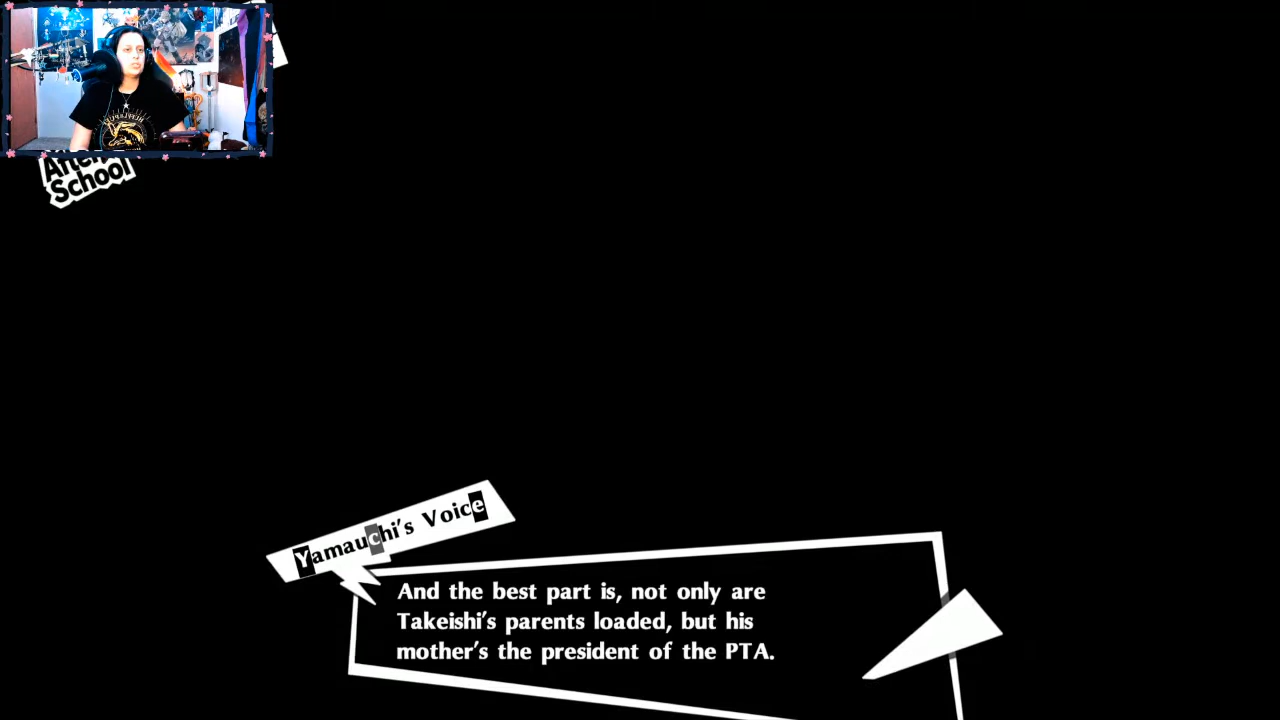 After
School
Yamauchi's Voice
And the best part is, not only are
Takeishi's parents loaded, but his
mother's the president of the PTA.